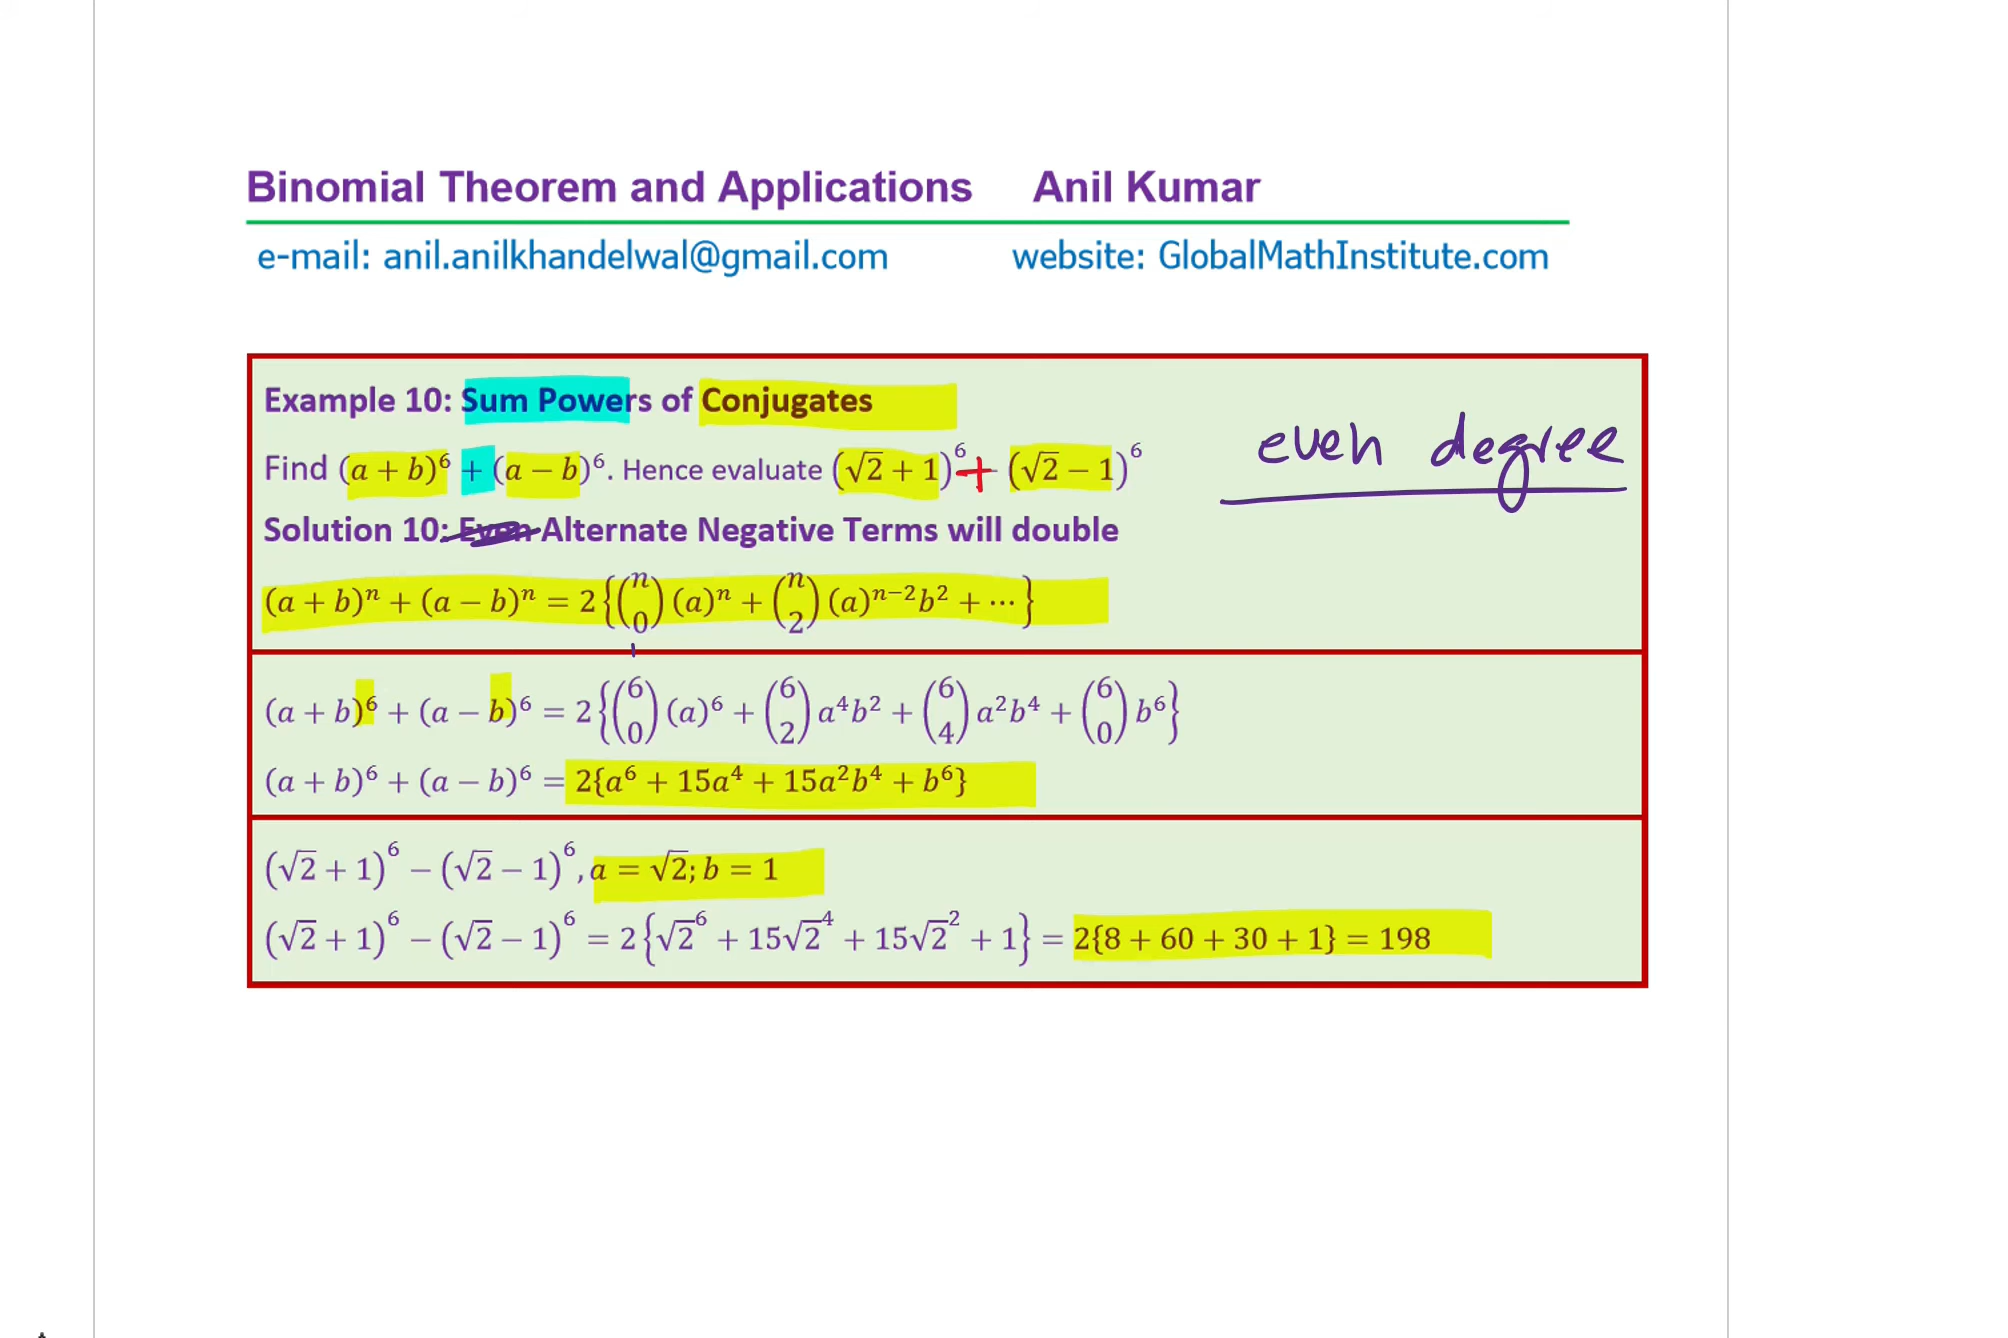 Binomial Theorem and Applications Anil Kumar
e-mail: anil.anilkhandelwal@gmail.com website: GlobalMathInstitute.com
Example 10: Sum Powers of Conjugates
even degree
Find (a + b)⁶ + (a − b)⁶. Hence evaluate (√2 + 1)⁶ + (√2 − 1)⁶
Solution 10: Even Alternate Negative Terms will double
(a + b)ⁿ + (a − b)ⁿ = 2{(n 0)(a)ⁿ + (n 2)(a)ⁿ⁻²b² + ⋯}
(a + b)⁶ + (a − b)⁶ = 2{(6 0)(a)⁶ + (6 2)a⁴b² + (6 4)a²b⁴ + (6 0)b⁶}
(a + b)⁶ + (a − b)⁶ = 2{a⁶ + 15a⁴ + 15a²b⁴ + b⁶}
(√2 + 1)⁶ − (√2 − 1)⁶, a = √2; b = 1
(√2 + 1)⁶ − (√2 − 1)⁶ = 2{√2⁶ + 15√2⁴ + 15√2² + 1} = 2{8 + 60 + 30 + 1} = 198